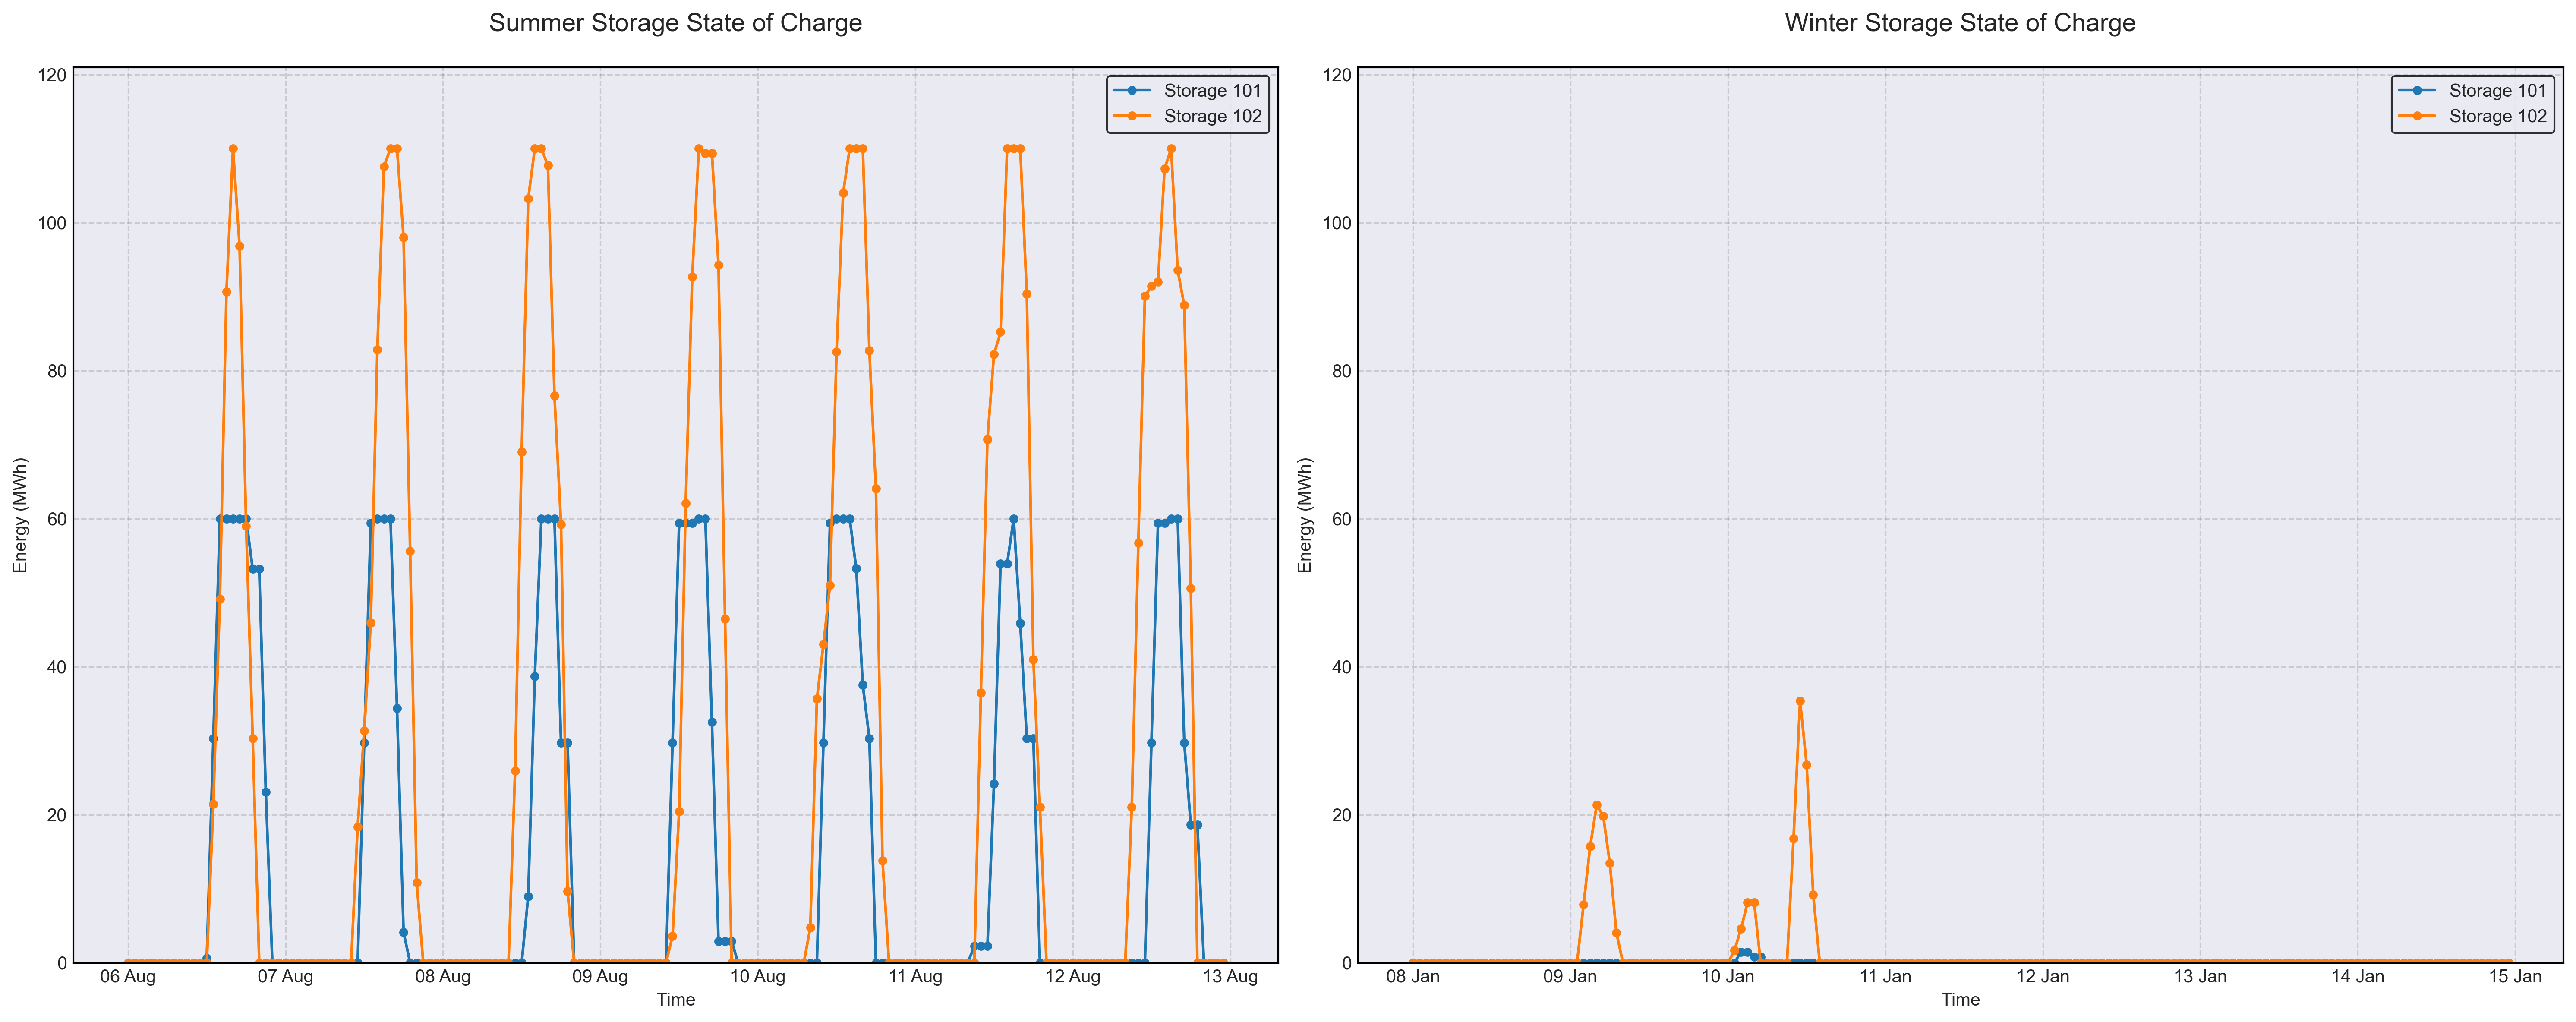 Summer Storage State of Charge
120
100
80
60
40
20
0
Energy (MWh)
Storage 101
Storage 102
06 Aug
07 Aug
08 Aug
09 Aug
10 Aug
11 Aug
12 Aug
13 Aug
Time
Winter Storage State of Charge
120
100
80
60
40
20
0
Energy (MWh)
Storage 101
Storage 102
08 Jan
09 Jan
10 Jan
11 Jan
12 Jan
13 Jan
14 Jan
15 Jan
Time